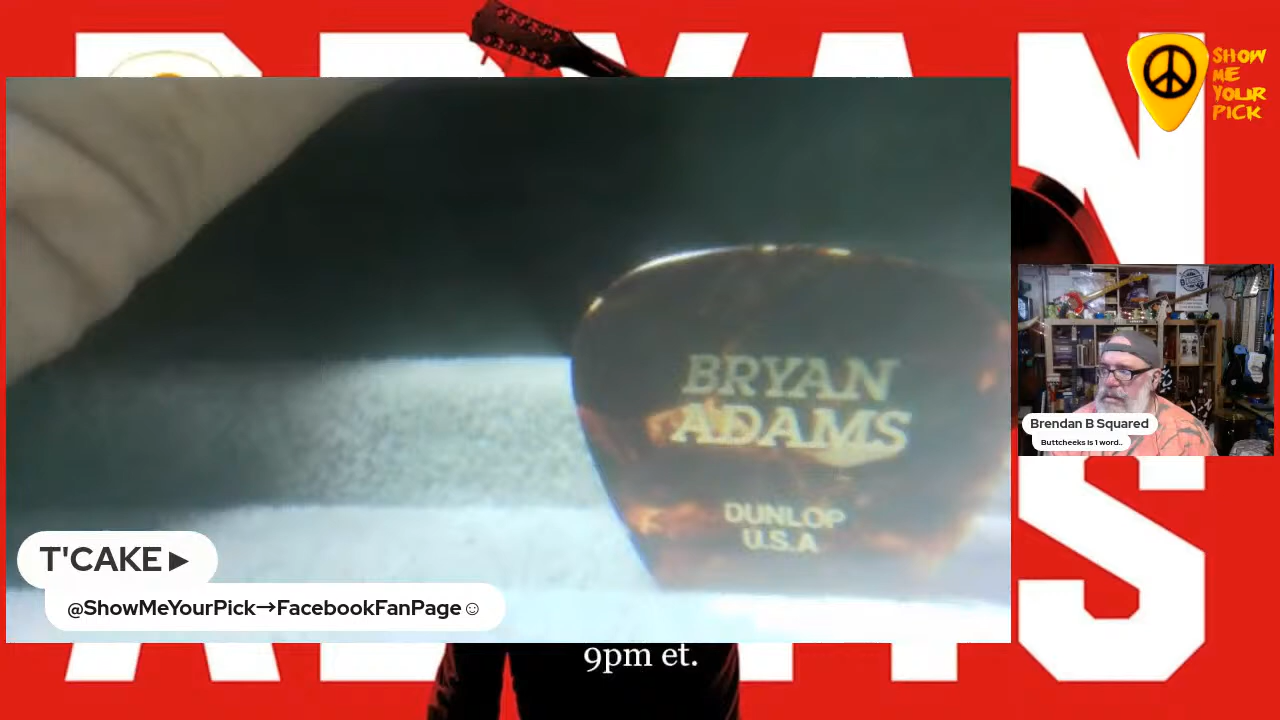 SHOW
ME
YOUR
PICK
BRYAN
ADAMS
DUNLOP
U.S.A
Brendan B Squared
Buttcheeks is 1 word..
T'CAKE ▶
@ShowMeYourPick→FacebookFanPage☺
9pm et.